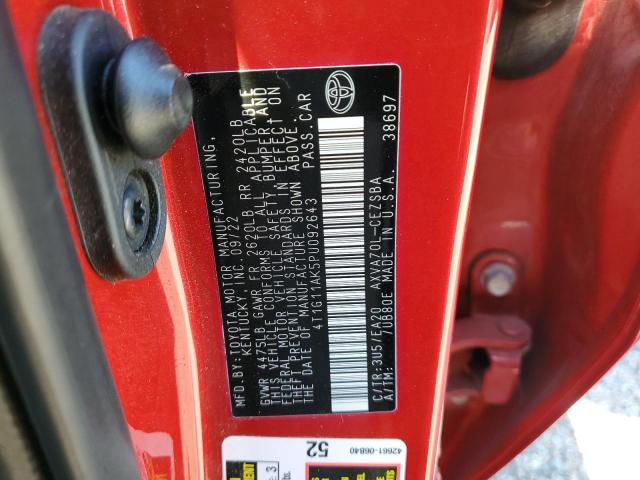 MFD.BY:TOYOTA MOTOR MANUFACTURING,
KENTUCKY, INC. 09/22
GVWR 4475LB GAWR FR 2620LB RR 2420LB
THIS VEHICLE CONFORMS TO ALL APPLICABLE
FEDERAL MOTOR VEHICLE SAFETY, BUMPER, AND
THEFT PREVENTION STANDARDS IN EFFECT ON
THE DATE OF MANUFACTURE SHOWN ABOVE.
4T1G11AK5PU092643 PASS.CAR
C/TR:3U5/EA20 AXVA70L-CEZSBA
A/TM: /UB80E MADE IN U.S.A. 38697
42661-06B40
52